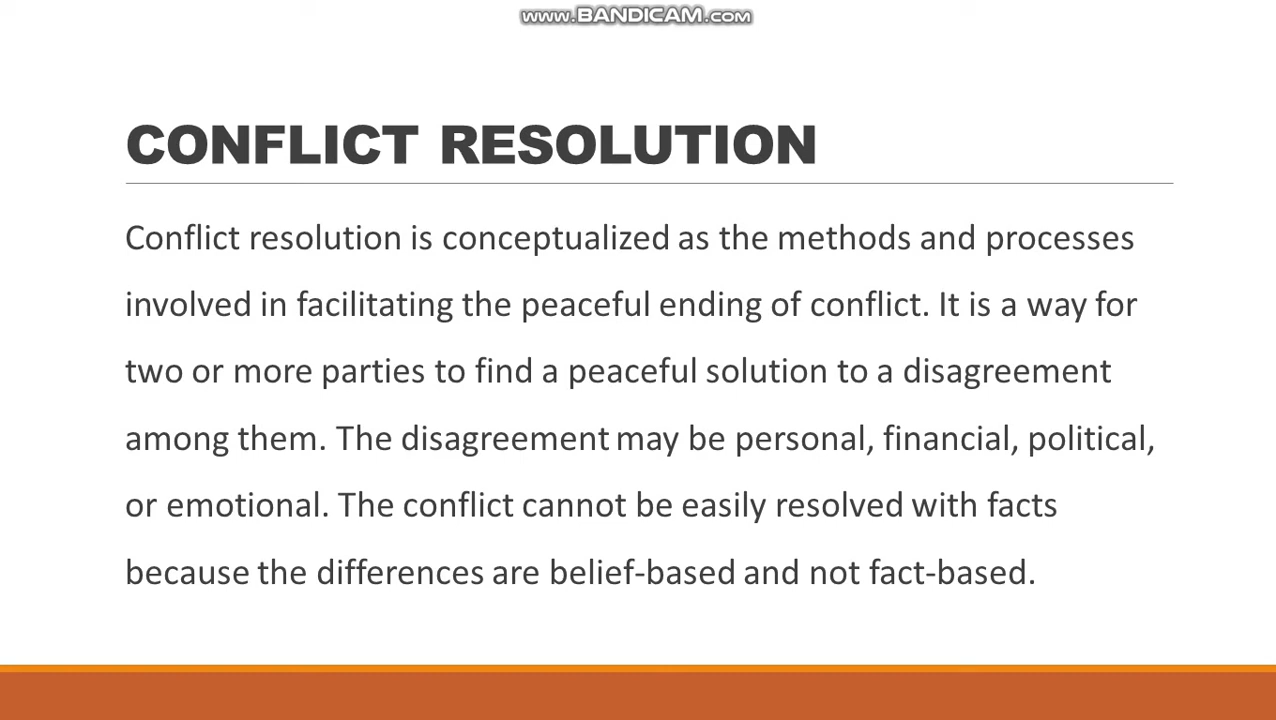 www.BANDICAM.com
CONFLICT RESOLUTION
Conflict resolution is conceptualized as the methods and processes
involved in facilitating the peaceful ending of conflict. It is a way for
two or more parties to find a peaceful solution to a disagreement
among them. The disagreement may be personal, financial, political,
or emotional. The conflict cannot be easily resolved with facts
because the differences are belief-based and not fact-based.